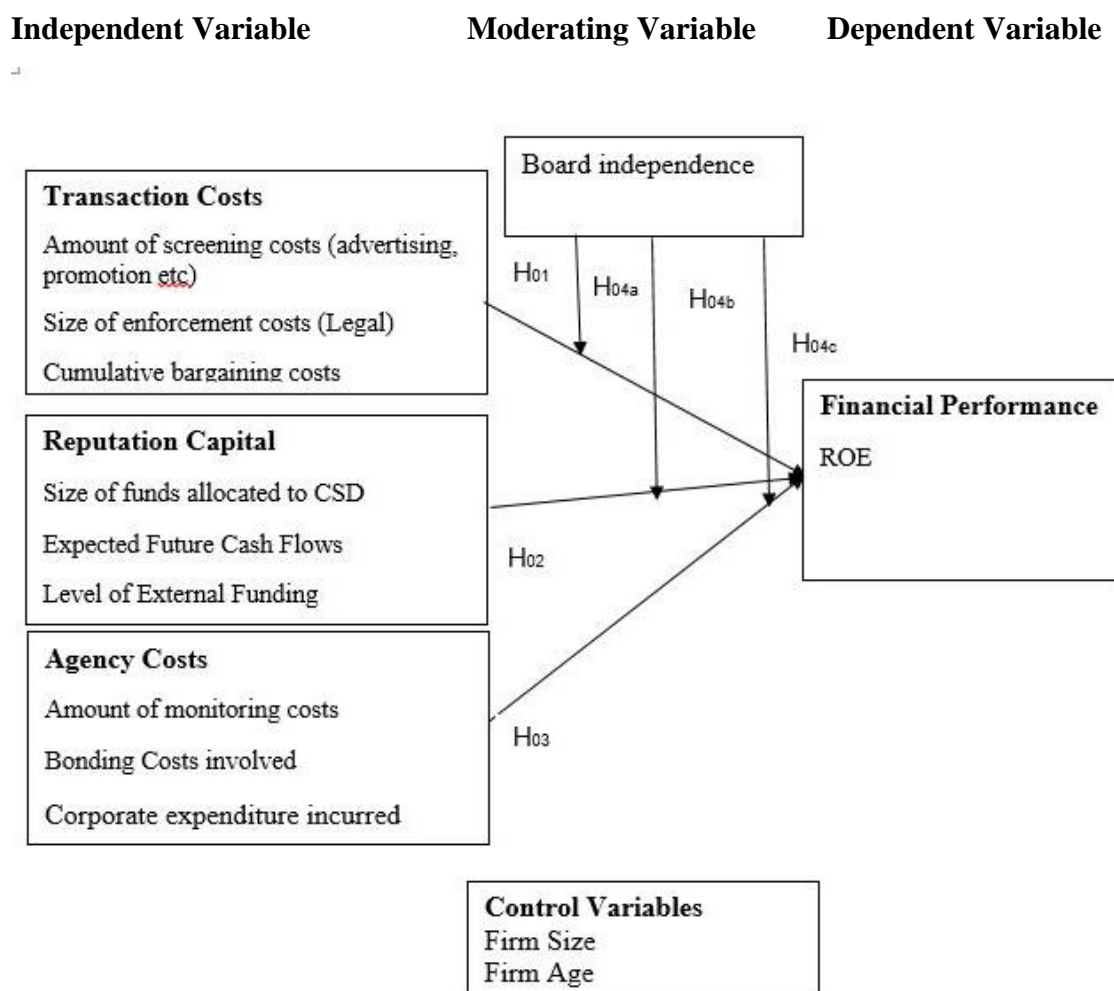 Independent Variable Moderating Variable Dependent Variable
Board independence
Transaction Costs
Amount of screening costs (advertising,
promotion etc)
Size of enforcement costs (Legal)
Cumulative bargaining costs
H01
H04a
H04b
H04c
Financial Performance
ROE
Reputation Capital
Size of funds allocated to CSD
Expected Future Cash Flows
Level of External Funding
H02
Agency Costs
Amount of monitoring costs
Bonding Costs involved
Corporate expenditure incurred
H03
Control Variables
Firm Size
Firm Age